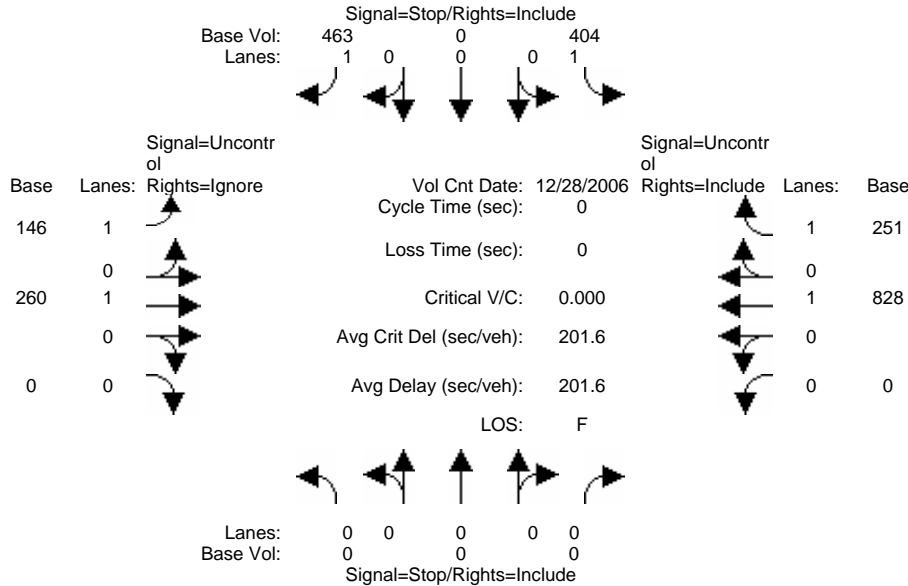 Signal=Stop/Rights=Include
Base Vol: 463 0 404
Lanes: 1 0 0 0 1
Signal=Uncontr
ol
Signal=Uncontr
ol
Base Lanes: Rights=Ignore Vol Cnt Date: 12/28/2006 Rights=Include Lanes: Base
Cycle Time (sec): 0
146 1 1 251
Loss Time (sec): 0
0 0
260 1 Critical V/C: 0.000 1 828
0 Avg Crit Del (sec/veh): 201.6 0
0 0 Avg Delay (sec/veh): 201.6 0 0
LOS: F
Lanes: 0 0 0 0 0
Base Vol: 0 0 0
Signal=Stop/Rights=Include